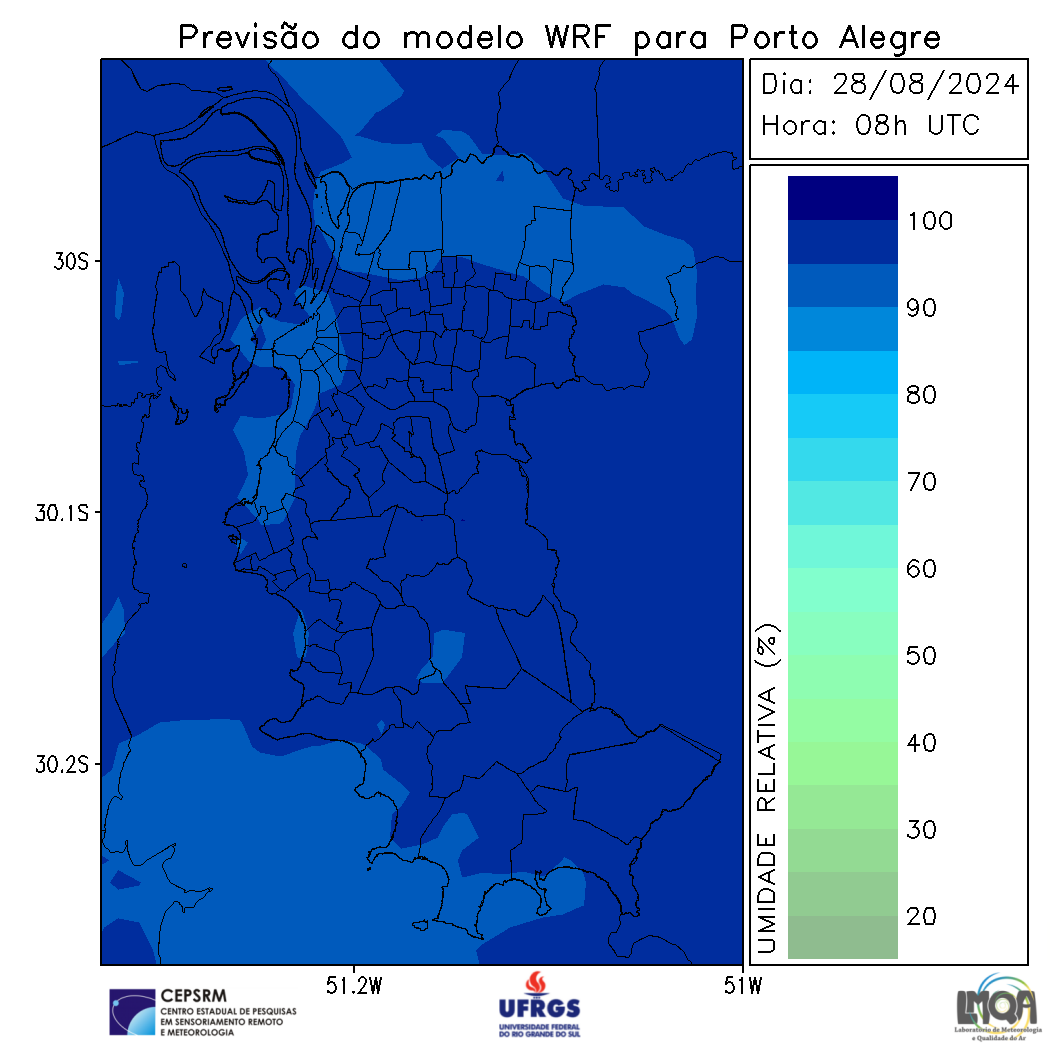 Previsão do modelo WRF para Porto Alegre
Dia: 28/08/2024
Hora: 08h UTC
100
90
80
70
60
50
40
30
20
UMIDADE RELATIVA (%)
30S
30.1S
30.2S
51.2W
51W
CEPSRM
CENTRO ESTADUAL DE PESQUISAS
EM SENSORIAMENTO REMOTO
E METEOROLOGIA
UFRGS
UNIVERSIDADE FEDERAL
DO RIO GRANDE DO SUL
LMQA
Laboratório de Meteorologia
e Qualidade do Ar